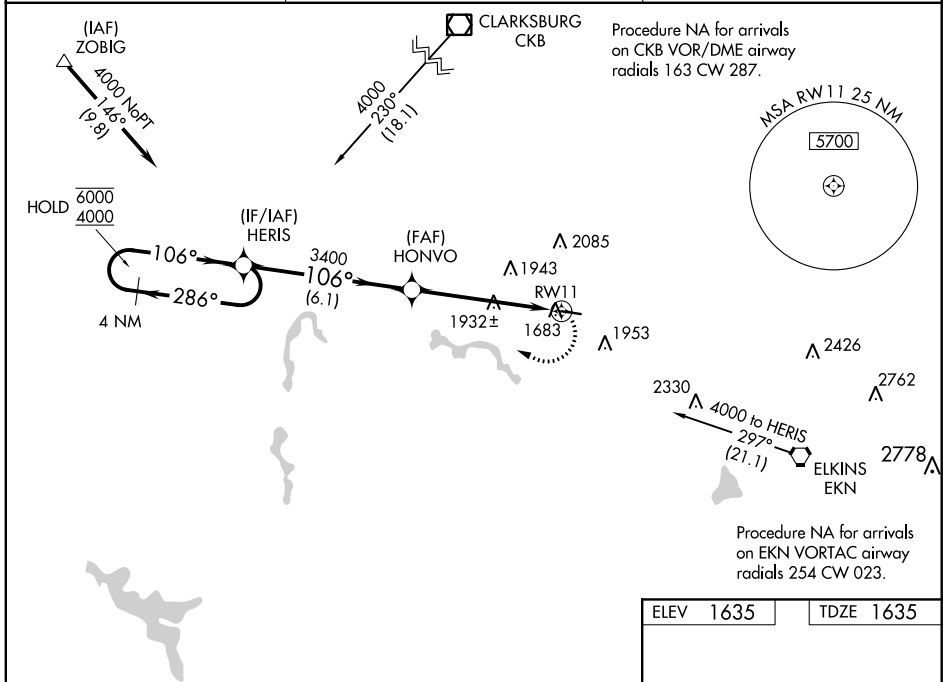 (IAF)
ZOBIG
4000 NoPT
146°
(9.8)
CLARKSBURG
CKB
4000
230°
(18.1)
Procedure NA for arrivals
on CKB VOR/DME airway
radials 163 CW 287.
MSA RW11 25 NM
5700
HOLD 6000
4000
(IF/IAF)
HERIS
106°
286°
4 NM
3400
106°
(6.1)
(FAF)
HONVO
2085
1943
RW11
1932±
1683
1953
2426
2762
2330
4000 to HERIS
297°
(21.1)
2778
ELKINS
EKN
Procedure NA for arrivals
on EKN VORTAC airway
radials 254 CW 023.
ELEV 1635
TDZE 1635